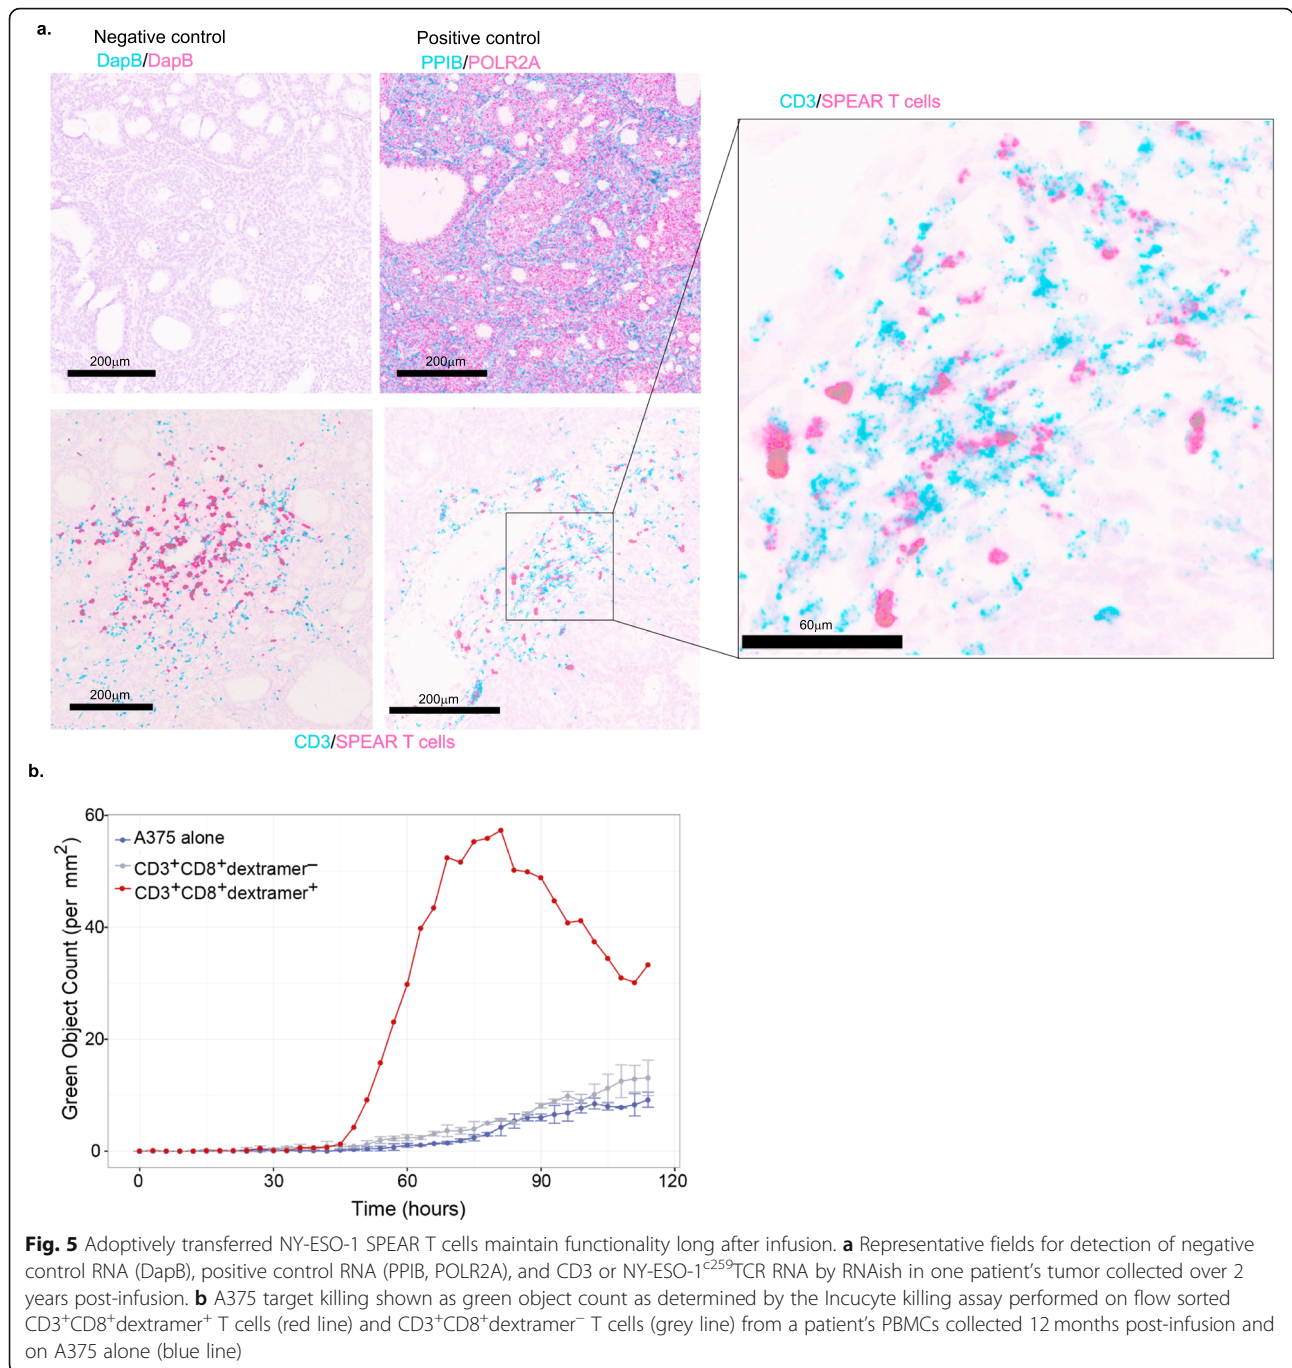 a.
Negative control
DapB/DapB
Positive control
PPIB/POLR2A
CD3/SPEAR T cells
200μm
200μm
200μm
200μm
60μm
CD3/SPEAR T cells
b.
Green Object Count (per mm²)
60
40
20
0
A375 alone
CD3⁺CD8⁺dextramer⁻
CD3⁺CD8⁺dextramer⁺
0 30 60 90 120
Time (hours)
Fig. 5 Adoptively transferred NY-ESO-1 SPEAR T cells maintain functionality long after infusion. a Representative fields for detection of negative
control RNA (DapB), positive control RNA (PPIB, POLR2A), and CD3 or NY-ESO-1ᶜ²⁵⁹TCR RNA by RNAish in one patient's tumor collected over 2
years post-infusion. b A375 target killing shown as green object count as determined by the Incucyte killing assay performed on flow sorted
CD3⁺CD8⁺dextramer⁺ T cells (red line) and CD3⁺CD8⁺dextramer⁻ T cells (grey line) from a patient's PBMCs collected 12 months post-infusion and
on A375 alone (blue line)